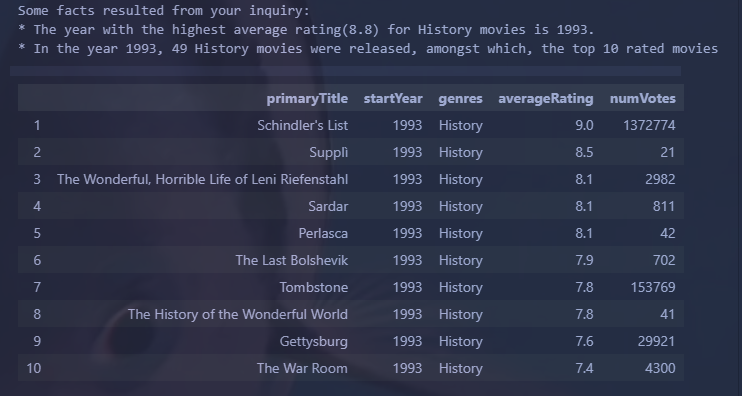 Some facts resulted from your inquiry:
* The year with the highest average rating(8.8) for History movies is 1993.
* In the year 1993, 49 History movies were released, amongst which, the top 10 rated movies
primaryTitle startYear genres averageRating numVotes
1 Schindler's List 1993 History 9.0 1372774
2 Supplì 1993 History 8.5 21
3 The Wonderful, Horrible Life of Leni Riefenstahl 1993 History 8.1 2982
4 Sardar 1993 History 8.1 811
5 Perlasca 1993 History 8.1 42
6 The Last Bolshevik 1993 History 7.9 702
7 Tombstone 1993 History 7.8 153769
8 The History of the Wonderful World 1993 History 7.8 41
9 Gettysburg 1993 History 7.6 29921
10 The War Room 1993 History 7.4 4300